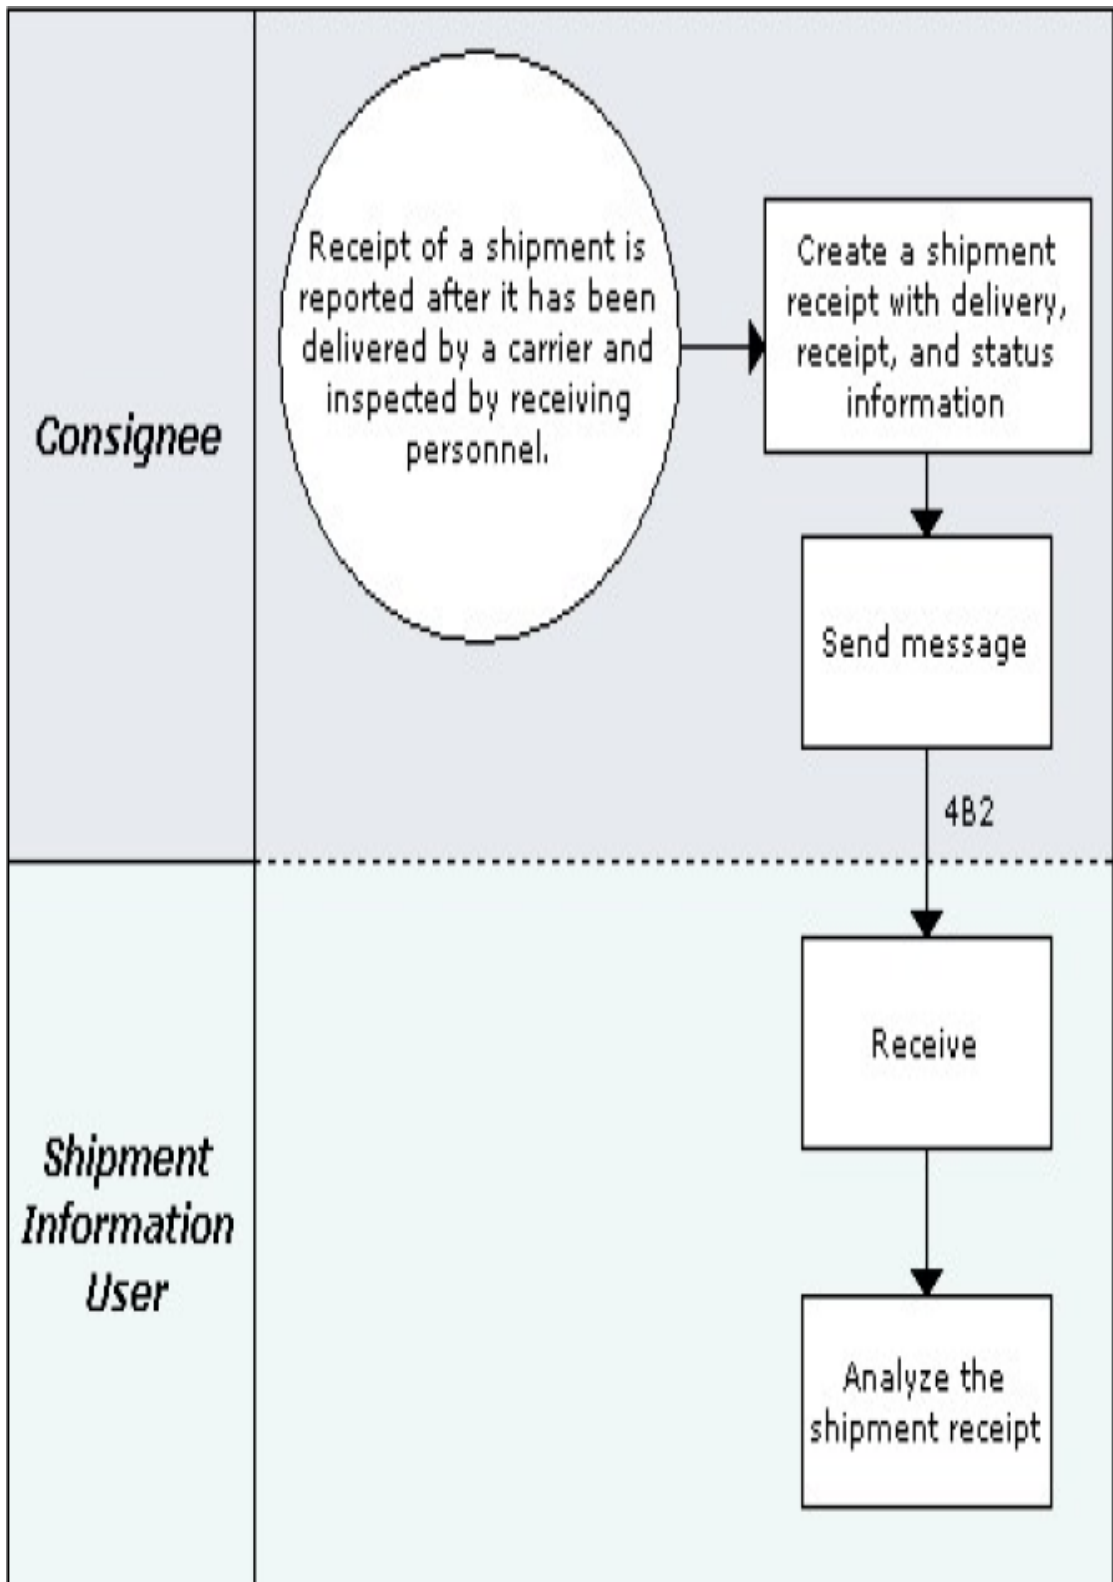 Consignee
Receipt of a shipment is
reported after it has been
delivered by a carrier and
inspected by receiving
personnel.
Create a shipment
receipt with delivery,
receipt, and status
information
Send message
4B2
Shipment
Information
User
Receive
Analyze the
shipment receipt